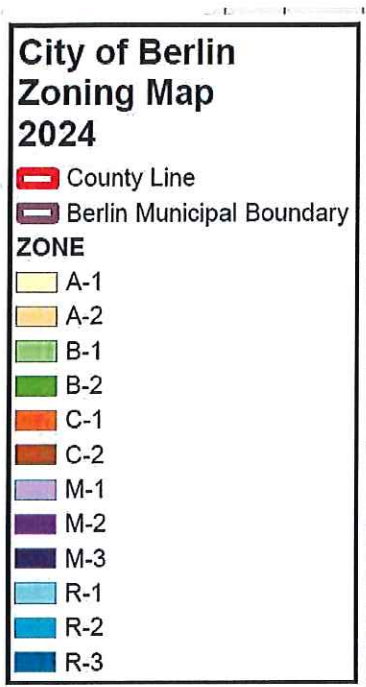 City of Berlin
Zoning Map
2024
County Line
Berlin Municipal Boundary
ZONE
A-1
A-2
B-1
B-2
C-1
C-2
M-1
M-2
M-3
R-1
R-2
R-3